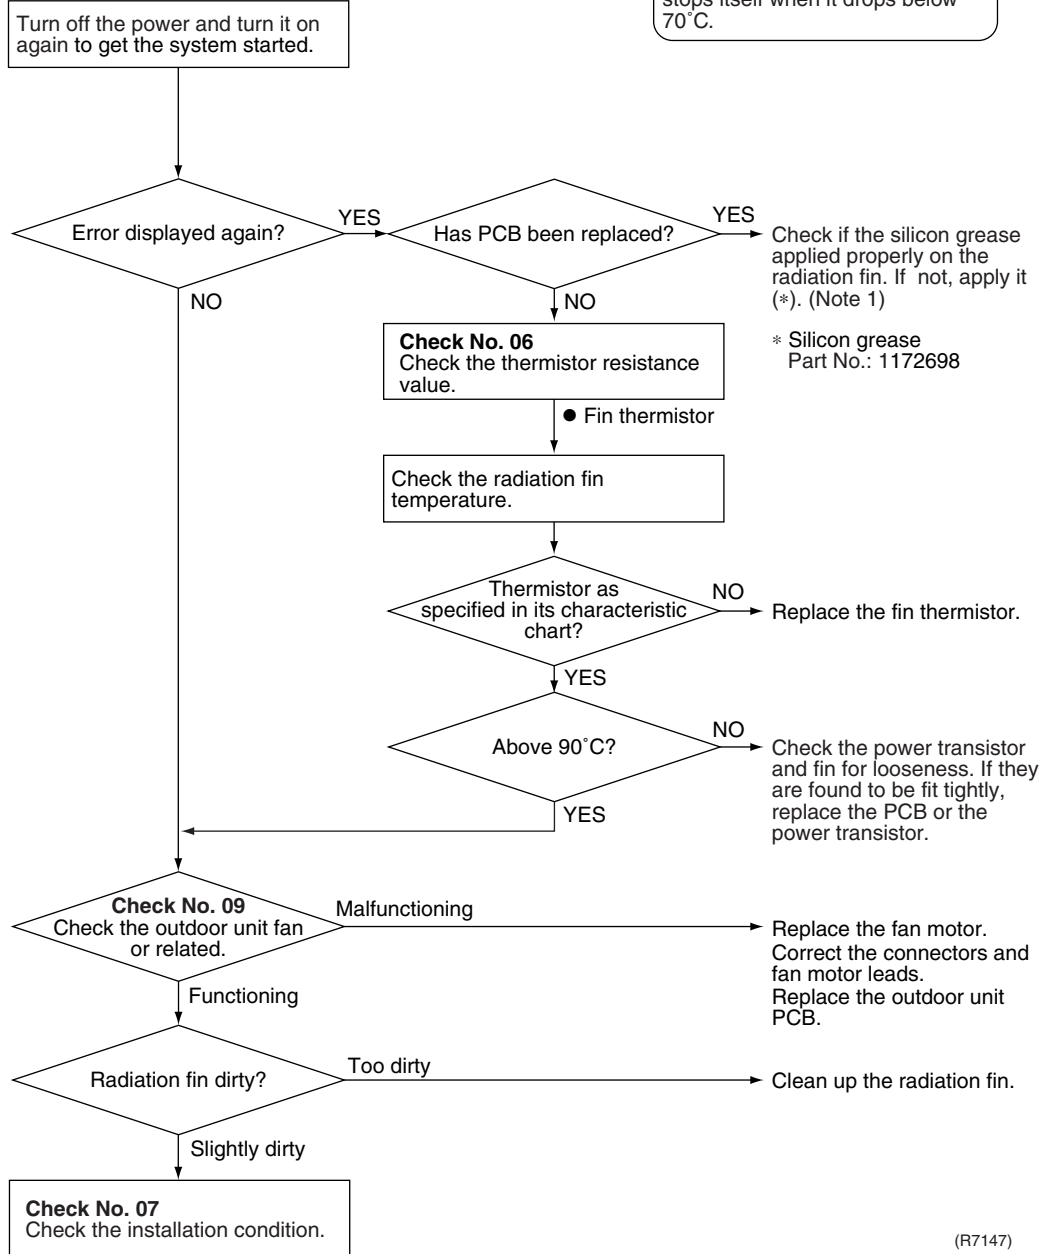 stops itself when it drops below
70°C.
Turn off the power and turn it on
again to get the system started.
Error displayed again?
YES
Has PCB been replaced?
YES
Check if the silicon grease
applied properly on the
radiation fin. If not, apply it
(*). (Note 1)
* Silicon grease
Part No.: 1172698
NO
NO
Check No. 06
Check the thermistor resistance
value.
● Fin thermistor
Check the radiation fin
temperature.
Thermistor as
specified in its characteristic
chart?
NO
Replace the fin thermistor.
YES
Above 90°C?
NO
Check the power transistor
and fin for looseness. If they
are found to be fit tightly,
replace the PCB or the
power transistor.
YES
Check No. 09
Check the outdoor unit fan
or related.
Malfunctioning
Replace the fan motor.
Correct the connectors and
fan motor leads.
Replace the outdoor unit
PCB.
Functioning
Radiation fin dirty?
Too dirty
Clean up the radiation fin.
Slightly dirty
Check No. 07
Check the installation condition.
(R7147)